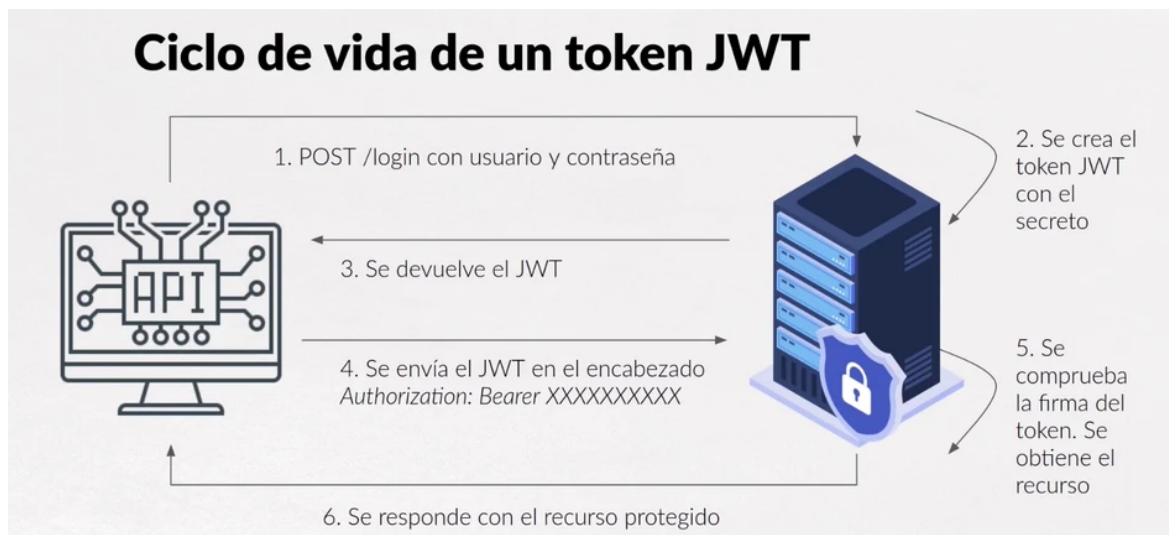 Ciclo de vida de un token JWT
1. POST /login con usuario y contraseña
2. Se crea el
token JWT
con el
secreto
3. Se devuelve el JWT
API
4. Se envía el JWT en el encabezado
Authorization: Bearer XXXXXXXXXX
5. Se
comprueba
la firma del
token. Se
obtiene el
recurso
6. Se responde con el recurso protegido